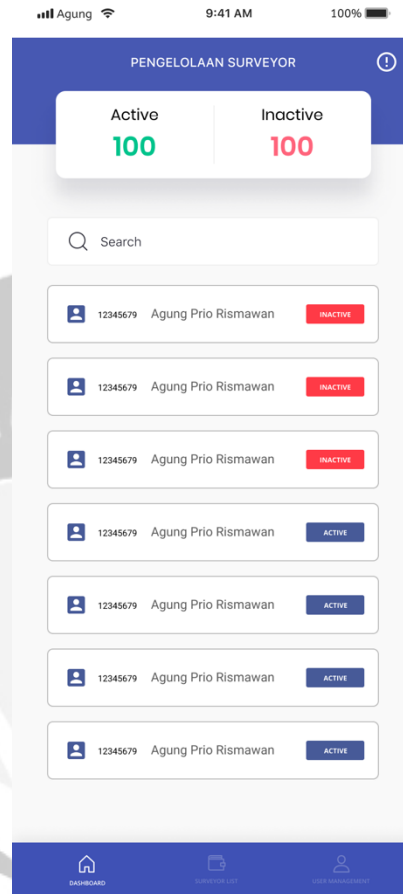 Agung 9:41 AM 100%
PENGELOLAAN SURVEYOR
Active Inactive
100 100
Search
12345679 Agung Prio Rismawan INACTIVE
12345679 Agung Prio Rismawan INACTIVE
12345679 Agung Prio Rismawan INACTIVE
12345679 Agung Prio Rismawan ACTIVE
12345679 Agung Prio Rismawan ACTIVE
12345679 Agung Prio Rismawan ACTIVE
12345679 Agung Prio Rismawan ACTIVE
DASHBOARD SURVEYOR LIST USER MANAGEMENT